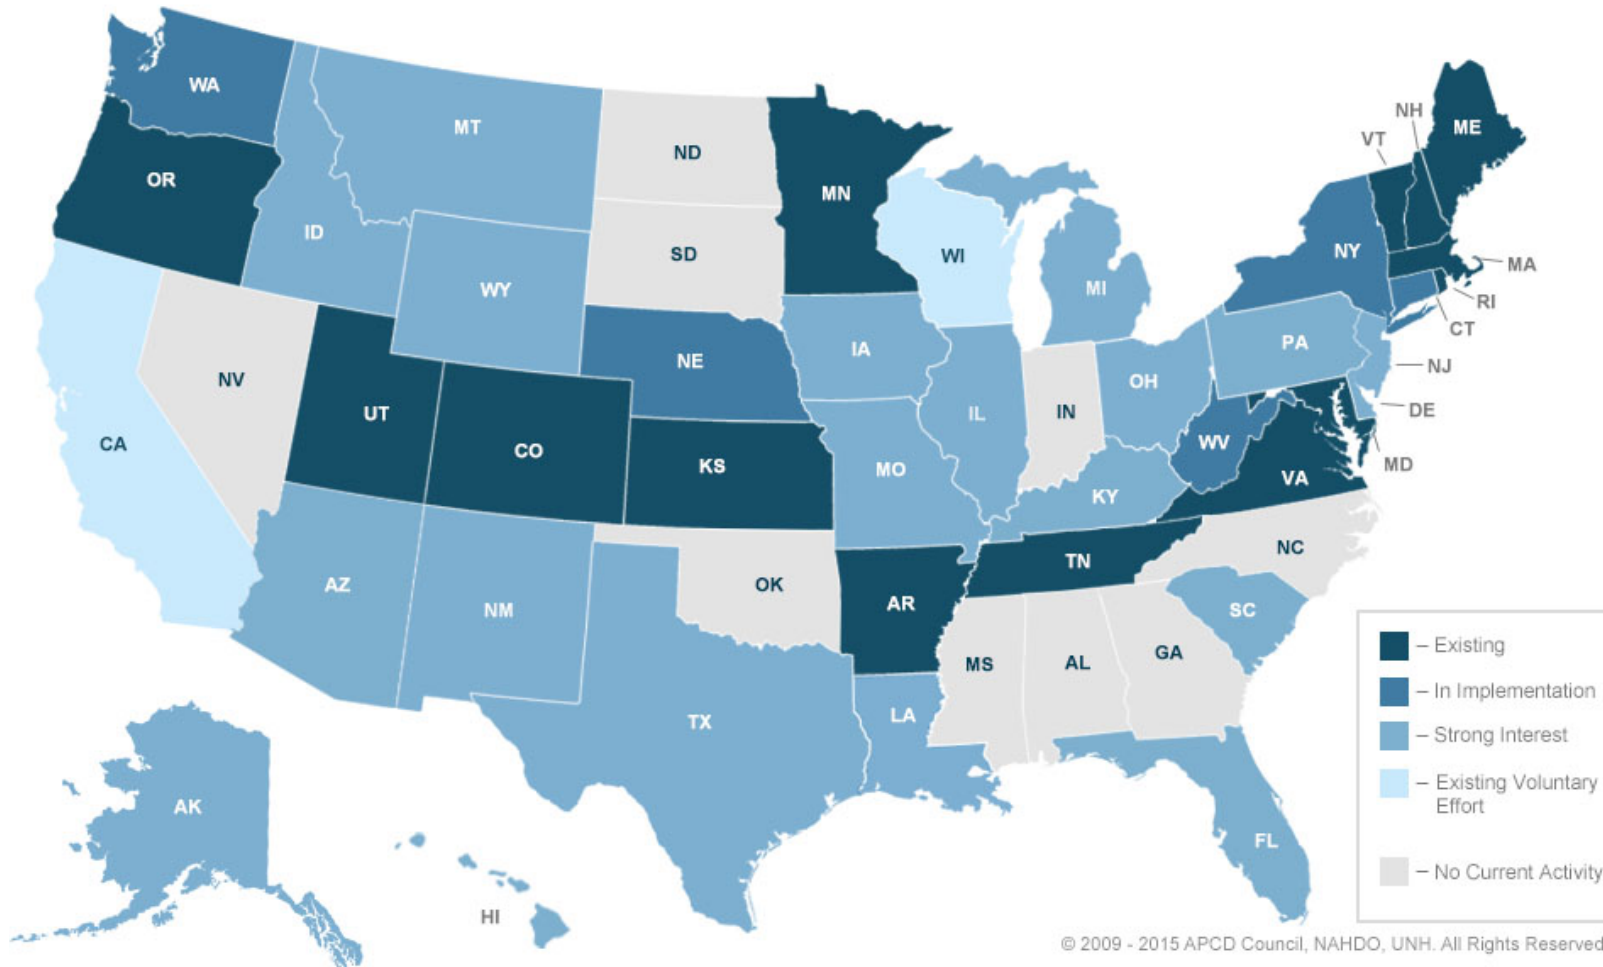 WA
MT
ND
MN
NH
ME
VT
OR
ID
SD
WI
NY
MA
WY
MI
RI
CT
IA
PA
NE
NJ
NV
OH
UT
IL
IN
DE
CA
CO
KS
MO
WV
MD
VA
KY
NC
TN
AZ
OK
AR
NM
SC
MS
AL
GA
TX
LA
AK
FL
HI
– Existing
– In Implementation
– Strong Interest
– Existing Voluntary
Effort
– No Current Activity
© 2009 - 2015 APCD Council, NAHDO, UNH. All Rights Reserved